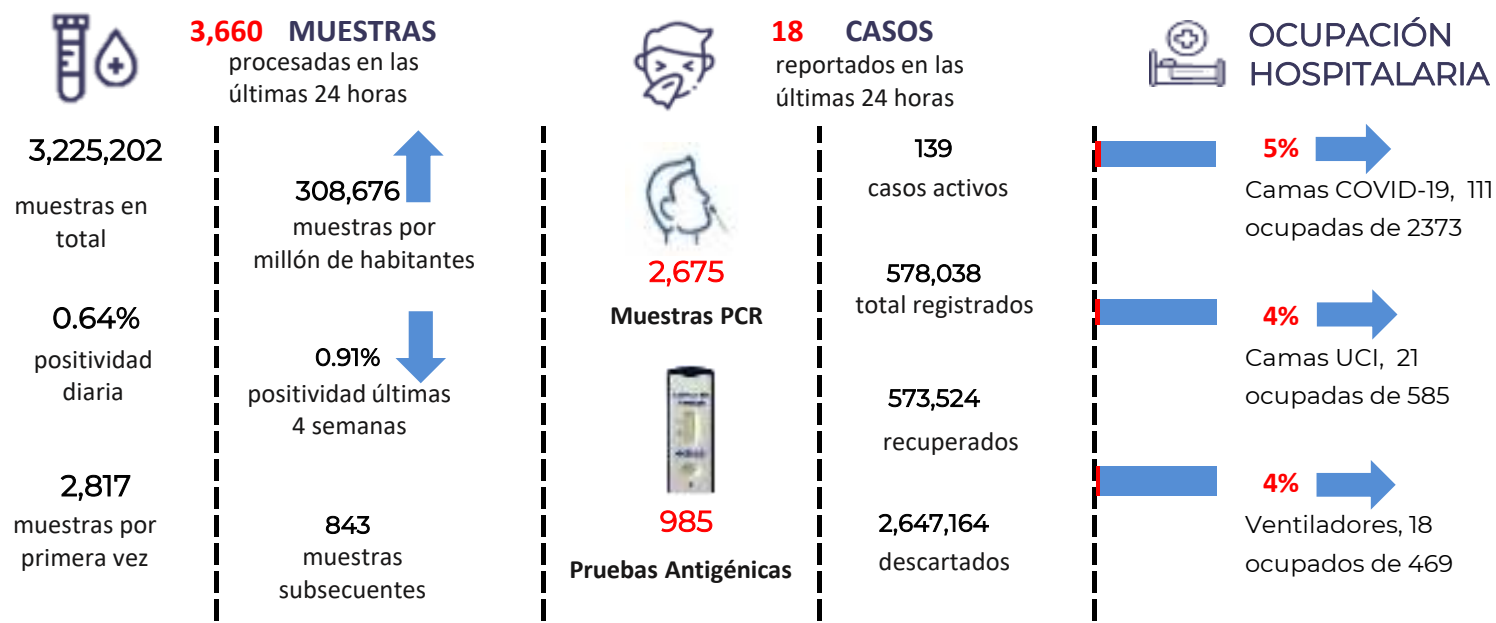 3,660 MUESTRAS
procesadas en las
últimas 24 horas
18 CASOS
reportados en las
últimas 24 horas
OCUPACIÓN
HOSPITALARIA
3,225,202
muestras en
total
0.64%
positividad
diaria
2,817
muestras por
primera vez
308,676
muestras por
millón de habitantes
0.91%
positividad últimas
4 semanas
843
muestras
subsecuentes
2,675
Muestras PCR
985
Pruebas Antigénicas
139
casos activos
578,038
total registrados
573,524
recuperados
2,647,164
descartados
5%
Camas COVID-19, 111
ocupadas de 2373
4%
Camas UCI, 21
ocupadas de 585
4%
Ventiladores, 18
ocupados de 469